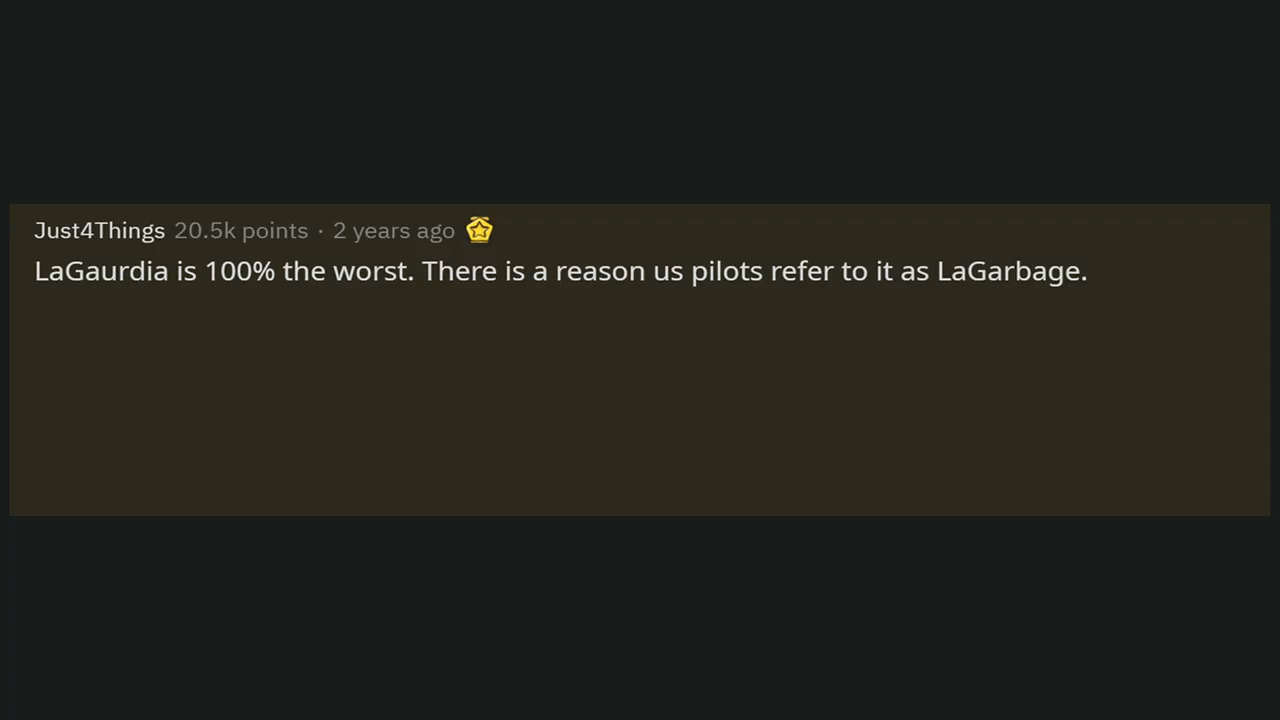 Just4Things 20.5k points · 2 years ago
LaGaurdia is 100% the worst. There is a reason us pilots refer to it as LaGarbage.